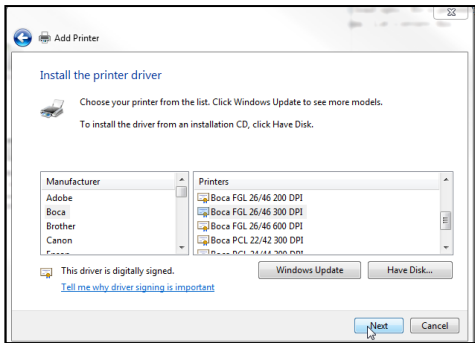 Add Printer
Install the printer driver
Choose your printer from the list. Click Windows Update to see more models.
To install the driver from an installation CD, click Have Disk.
Manufacturer
Adobe
Boca
Brother
Canon
Printers
Boca FGL 26/46 200 DPI
Boca FGL 26/46 300 DPI
Boca FGL 26/46 600 DPI
Boca PCL 22/42 300 DPI
This driver is digitally signed.
Tell me why driver signing is important
Windows Update
Have Disk...
Next
Cancel